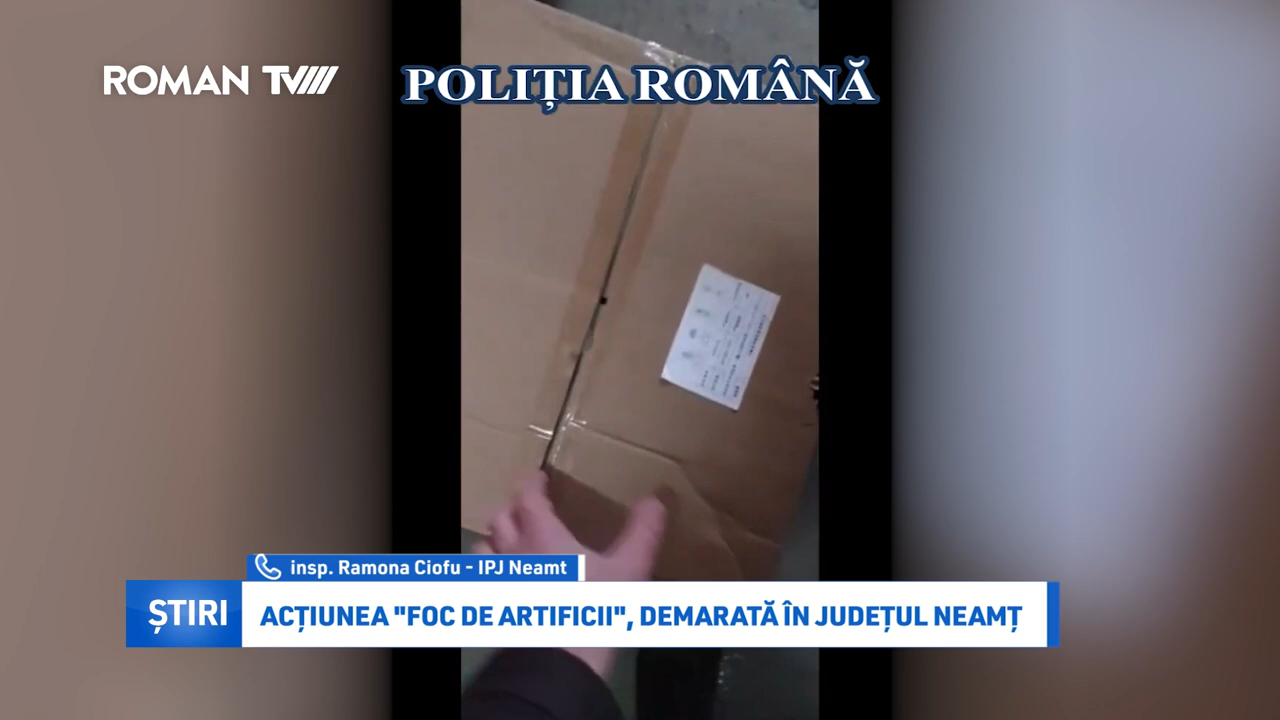 ROMAN TV
POLIȚIA ROMÂNĂ
insp. Ramona Ciofu - IPJ Neamt
ȘTIRI
ACȚIUNEA "FOC DE ARTIFICII", DEMARATĂ ÎN JUDEȚUL NEAMȚ